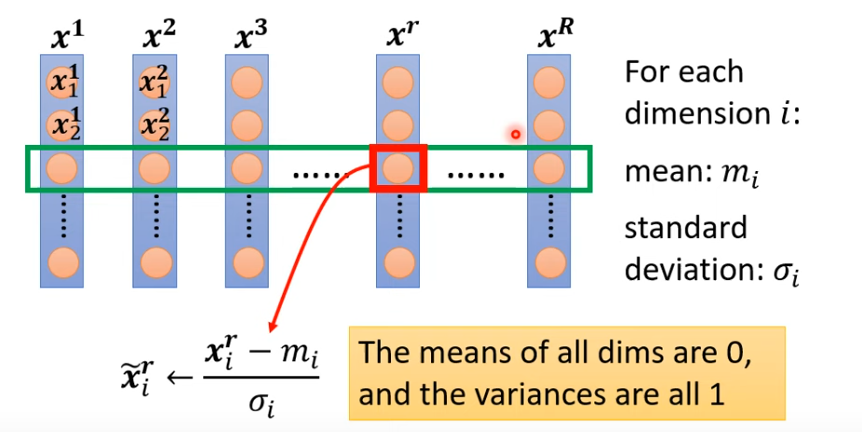 x¹ x² x³ xʳ x^R
x₁¹ x₁²
x₂¹ x₂²
For each
dimension i:
…… ……
mean: mᵢ
standard
deviation: σᵢ
x̃ᵢʳ ← (xᵢʳ − mᵢ) / σᵢ
The means of all dims are 0,
and the variances are all 1